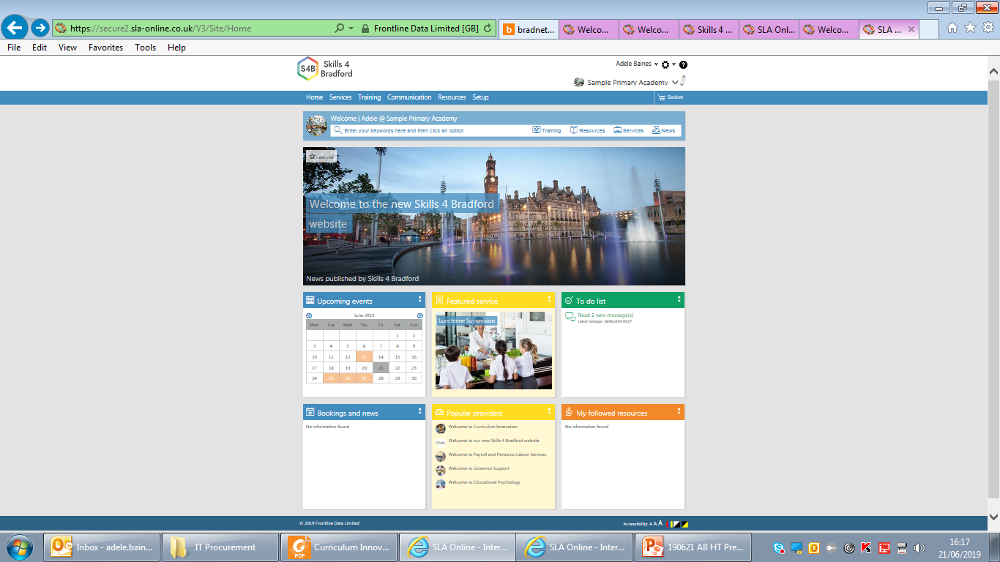 https://secure2.sla-online.co.uk/V3/Site/Home
Frontline Data Limited [GB]
bradnet...
Welco...
Welco...
Skills 4 ...
SLA Onl...
Welco...
SLA ...
File Edit View Favorites Tools Help
S4B
Skills 4
Bradford
Adele Baines
Sample Primary Academy
Home Services Training Communication Resources Setup
Basket
Welcome | Adele @ Sample Primary Academy
Enter your keywords here and then click an option
Training Resources Services News
Featured
Welcome to the new Skills 4 Bradford
website
News published by Skills 4 Bradford
Upcoming events
June 2019
Mon Tue Wed Thu Fri Sat Sun
1 2
3 4 5 6 7 8 9
10 11 12 13 14 15 16
17 18 19 20 21 22 23
24 25 26 27 28 29 30
Featured service
Lunchtime Supervision
To do list
Read 2 new message(s)
Latest message: 18/06/2019 09:17
Bookings and news
No information found
Popular providers
Welcome to Curriculum Innovation
Welcome to our new Skills 4 Bradford website
Welcome to Payroll and Pensions Liaison Services
Welcome to Governor Support
Welcome to Educational Psychology
My followed resources
No information found
© 2019 Frontline Data Limited
Accessibility: A A A
Inbox - adele.bain...
IT Procurement
PDF
Curriculum Innov...
SLA Online - Inter...
SLA Online - Inter...
190621 AB HT Pre...
16:17
21/06/2019